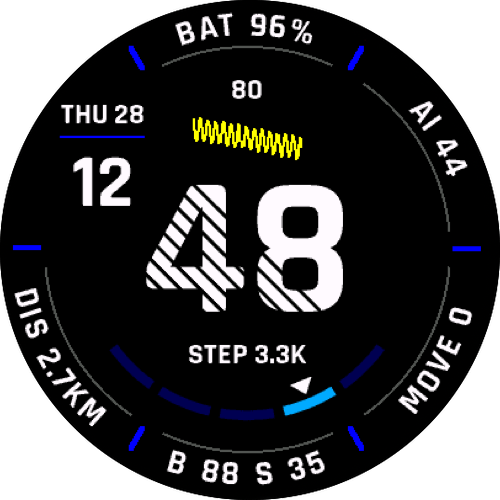 BAT 96%
80
THU 28
AI 44
12
48
STEP 3.3K
DIS 2.7KM
MOVE 0
B 88 S 35